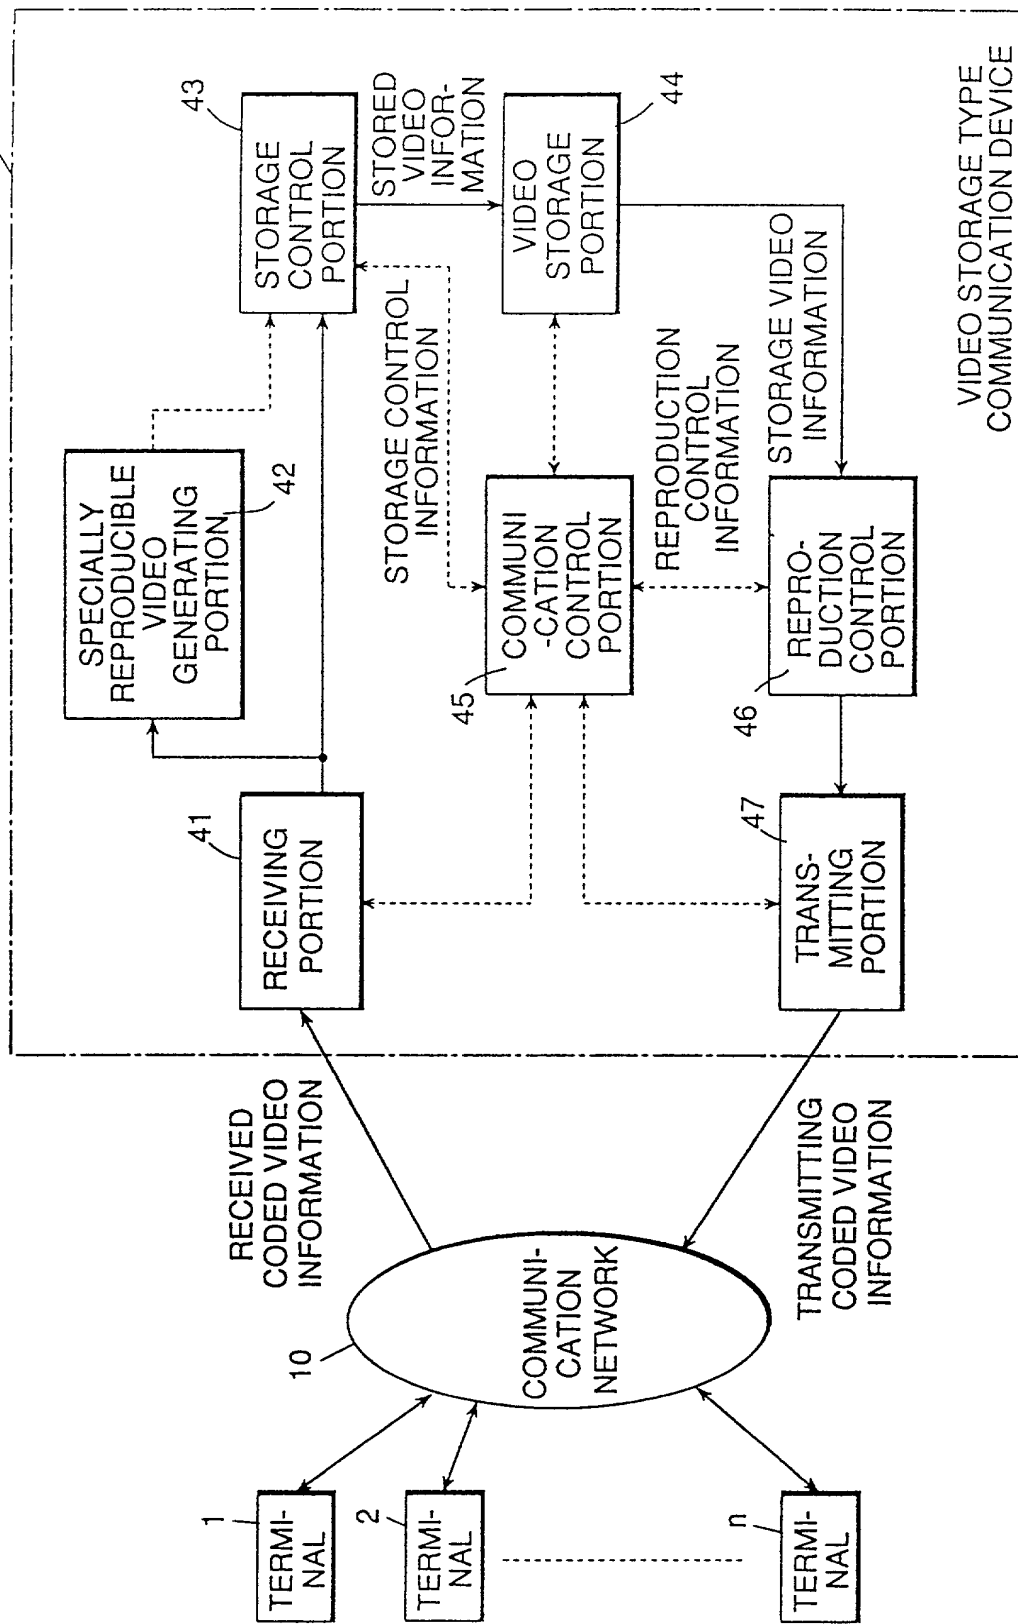 TERMI-
NAL
1
TERMI-
NAL
2
TERMI-
NAL
n
10
COMMUNI-
CATION
NETWORK
RECEIVED
CODED VIDEO
INFORMATION
TRANSMITTING
CODED VIDEO
INFORMATION
41
RECEIVING
PORTION
SPECIALLY
REPRODUCIBLE
VIDEO
GENERATING
PORTION
42
43
STORAGE
CONTROL
PORTION
STORED
VIDEO
INFOR-
MATION
STORAGE CONTROL
INFORMATION
VIDEO
STORAGE
PORTION
44
45
COMMUNI
-CATION
CONTROL
PORTION
REPRODUCTION
CONTROL
INFORMATION
STORAGE VIDEO
INFORMATION
46
REPRO-
DUCTION
CONTROL
PORTION
47
TRANS-
MITTING
PORTION
VIDEO STORAGE TYPE
COMMUNICATION DEVICE